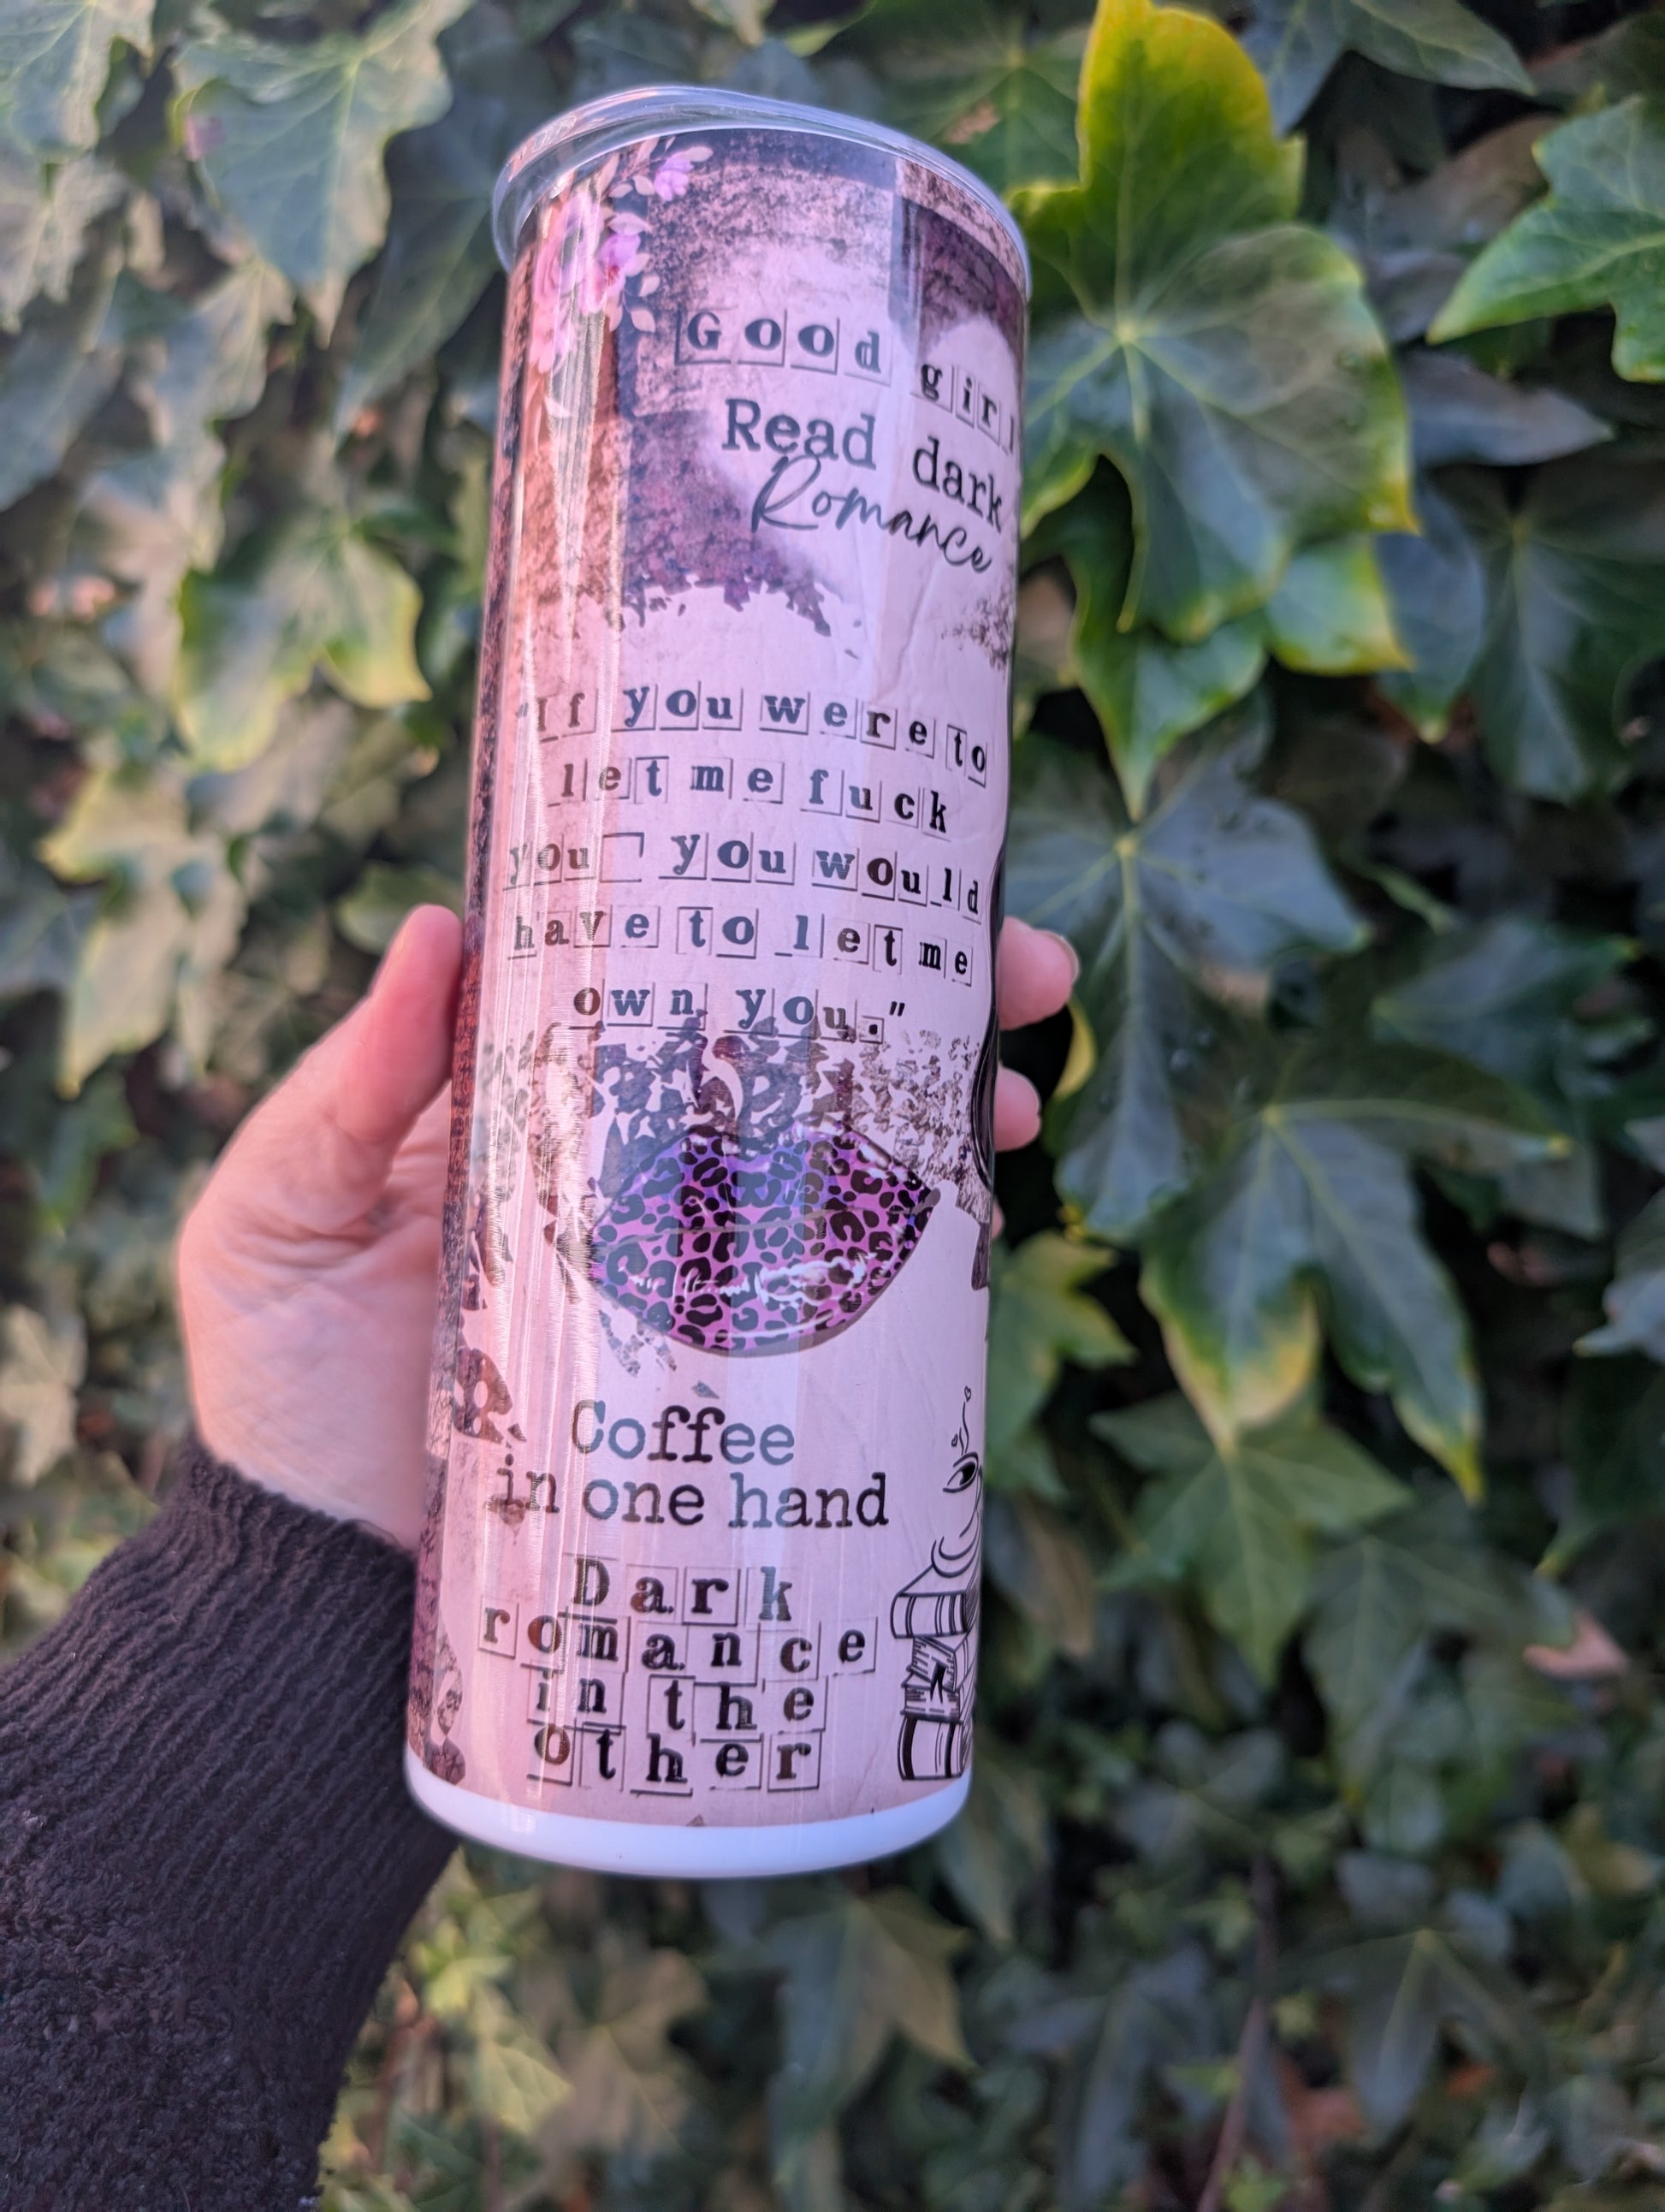 Good girl
Read dark
Romance
"If you were to
let me fuck
you you would
have to let me
own you."
Coffee
in one hand
Dark
romance
in the
other